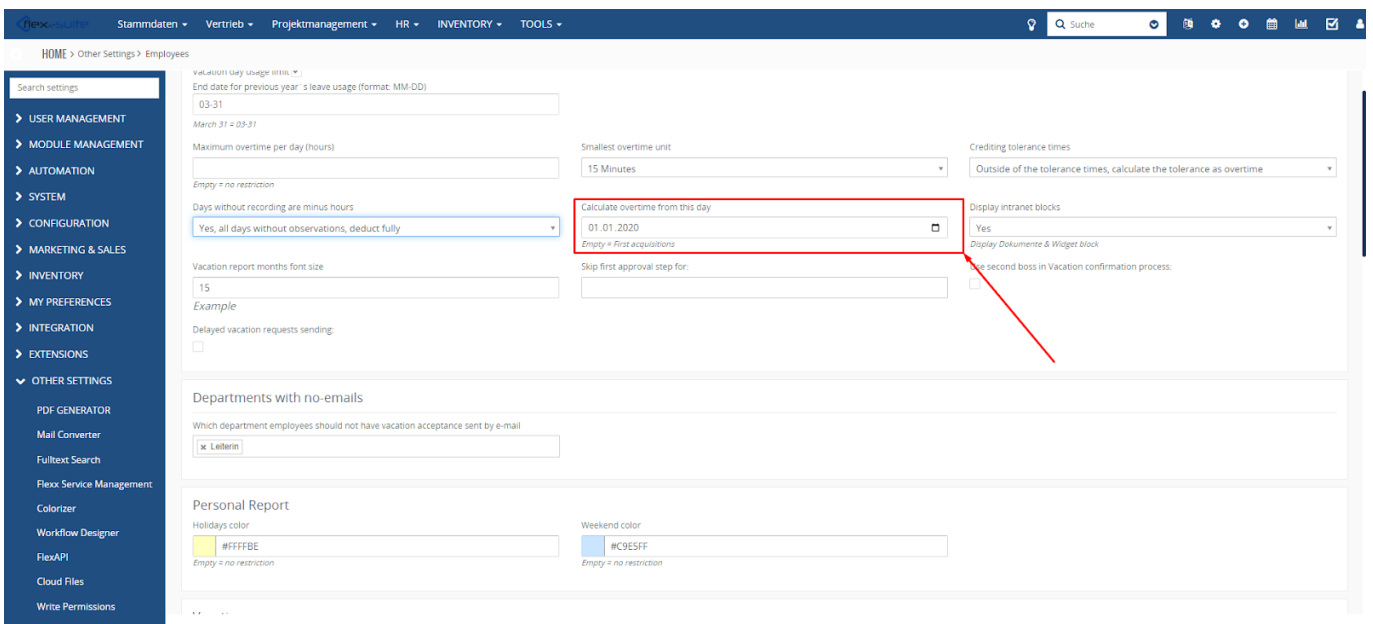 flex-suite Stammdaten Vertrieb Projektmanagement HR INVENTORY TOOLS Suche
HOME > Other Settings > Employees
Search settings
USER MANAGEMENT
MODULE MANAGEMENT
AUTOMATION
SYSTEM
CONFIGURATION
MARKETING & SALES
INVENTORY
MY PREFERENCES
INTEGRATION
EXTENSIONS
OTHER SETTINGS
PDF GENERATOR
Mail Converter
Fulltext Search
Flexx Service Management
Colorizer
Workflow Designer
FlexAPI
Cloud Files
Write Permissions
Vacation day usage limit
End date for previous year´s leave usage (format: MM-DD)
03-31
March 31 = 03-31
Maximum overtime per day (hours)
Empty = no restriction
Smallest overtime unit
15 Minutes
Crediting tolerance times
Outside of the tolerance times, calculate the tolerance as overtime
Days without recording are minus hours
Yes, all days without observations, deduct fully
Calculate overtime from this day
01.01.2020
Empty = First acquisitions
Display intranet blocks
Yes
Display Dokumente & Widget block
Vacation report months font size
15
Example
Skip first approval step for:
Use second boss in Vacation confirmation process:
Delayed vacation requests sending:
Departments with no-emails
Which department employees should not have vacation acceptance sent by e-mail
x Leiterin
Personal Report
Holidays color
#FFFFBE
Empty = no restriction
Weekend color
#C9E5FF
Empty = no restriction